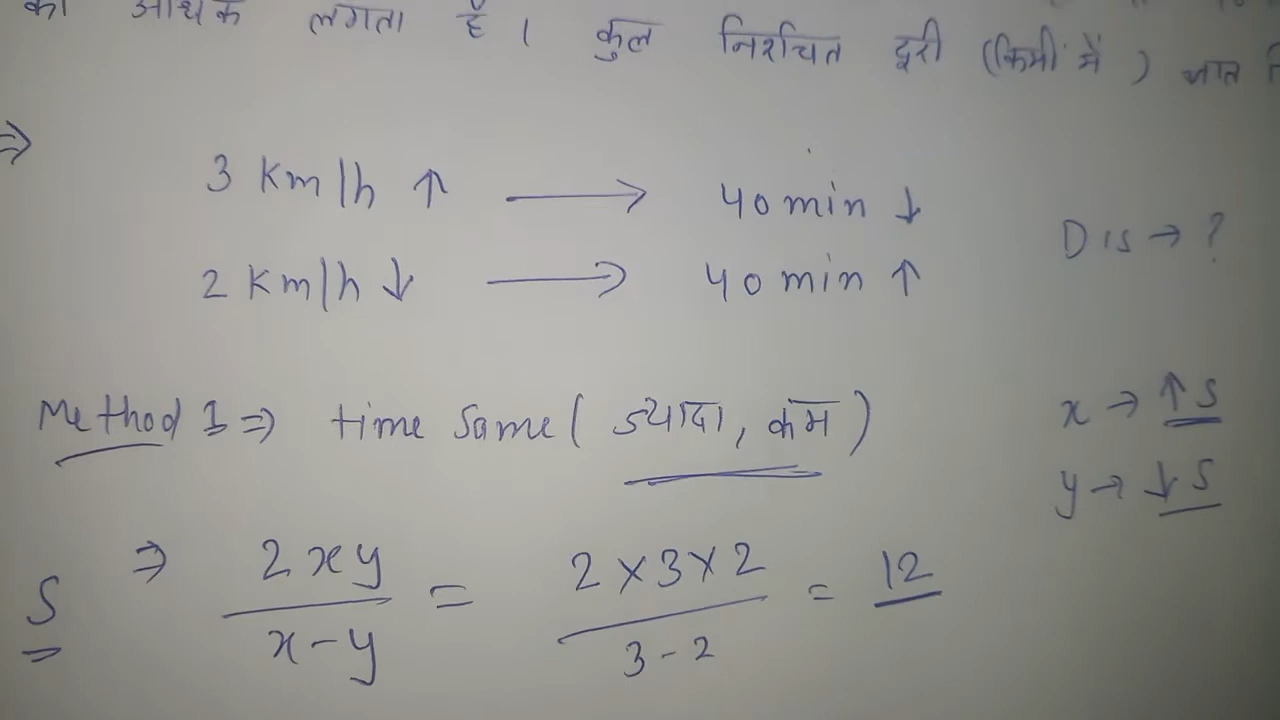 का अधिक लगता है । कुल निश्चित दूरी (किमी में ) ज्ञात
⇒
3 Km/h ↑ ⟶ 40 min ↓
2 Km/h ↓ ⟶ 40 min ↑
Dis → ?
Method 1 ⇒ time same ( ज्यादा, कम )
x → ↑ S
y → ↓ S
S ⇒ 2xy / x-y = 2×3×2 / 3-2 = 12